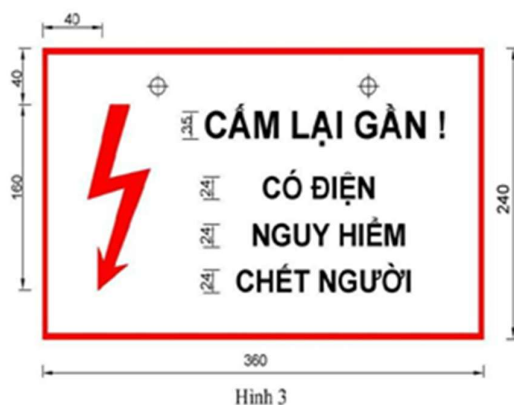 40
40
160
35
CẤM LẠI GẦN !
24
CÓ ĐIỆN
24
NGUY HIỂM
24
CHẾT NGƯỜI
240
360
Hình 3